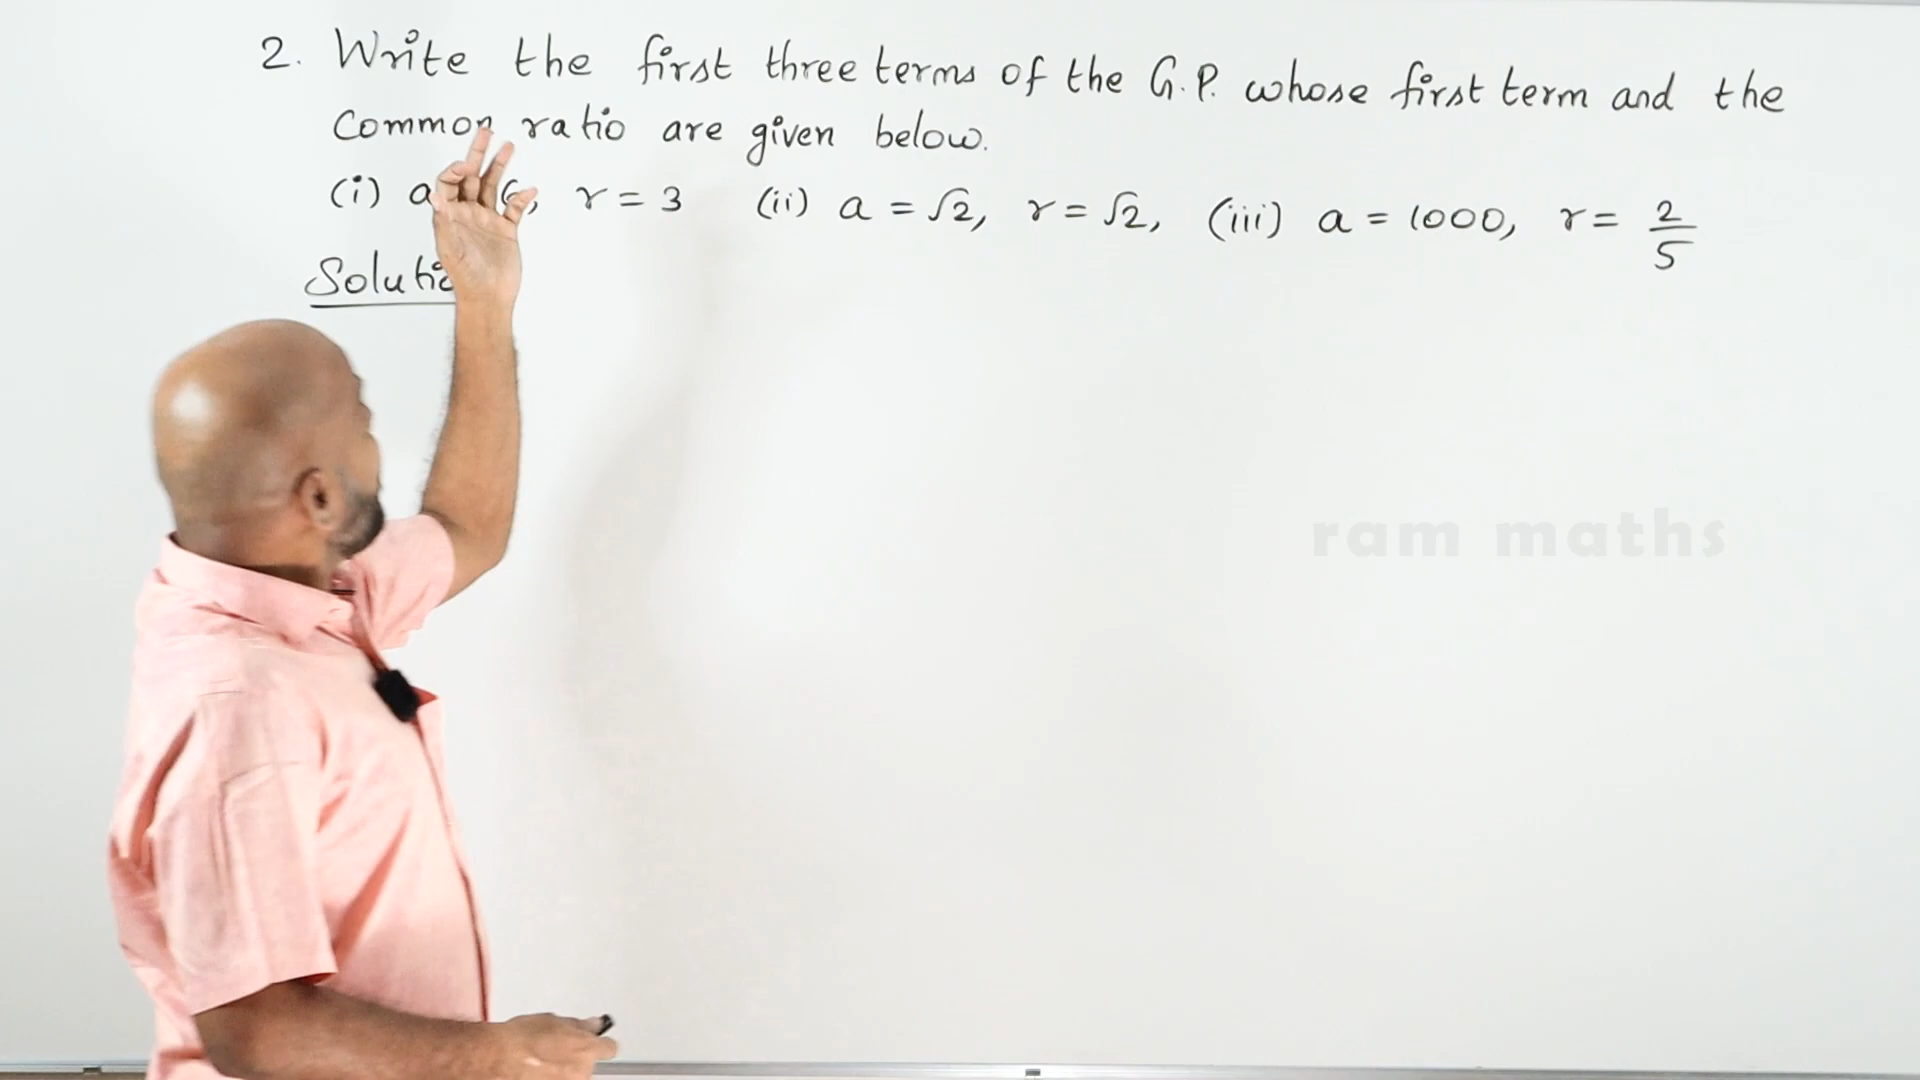 2. Write the first three terms of the G.P. whose first term and the
Common ratio are given below.
(i) a 6, r = 3 (ii) a = √2, r = √2, (iii) a = 1000, r = 2/5
ram maths